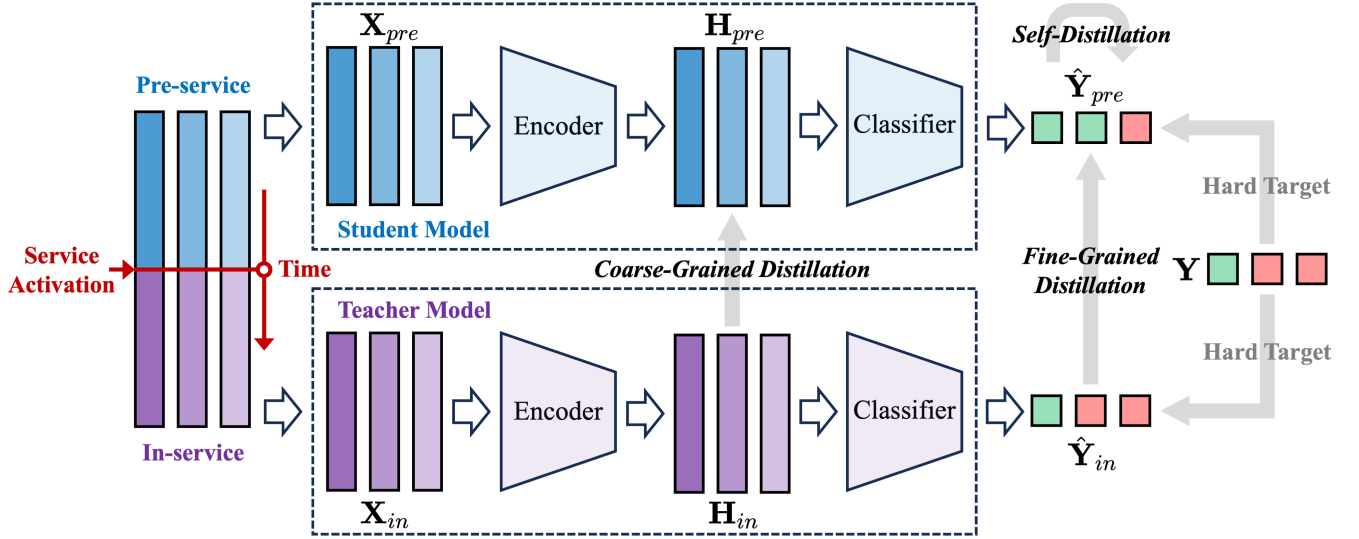 Pre-service
Service
Activation
Time
In-service
X_pre
Encoder
H_pre
Classifier
Student Model
Self-Distillation
Ŷ_pre
Hard Target
Coarse-Grained Distillation
Fine-Grained
Distillation
Y
Hard Target
Teacher Model
Encoder
Classifier
X_in
H_in
Ŷ_in